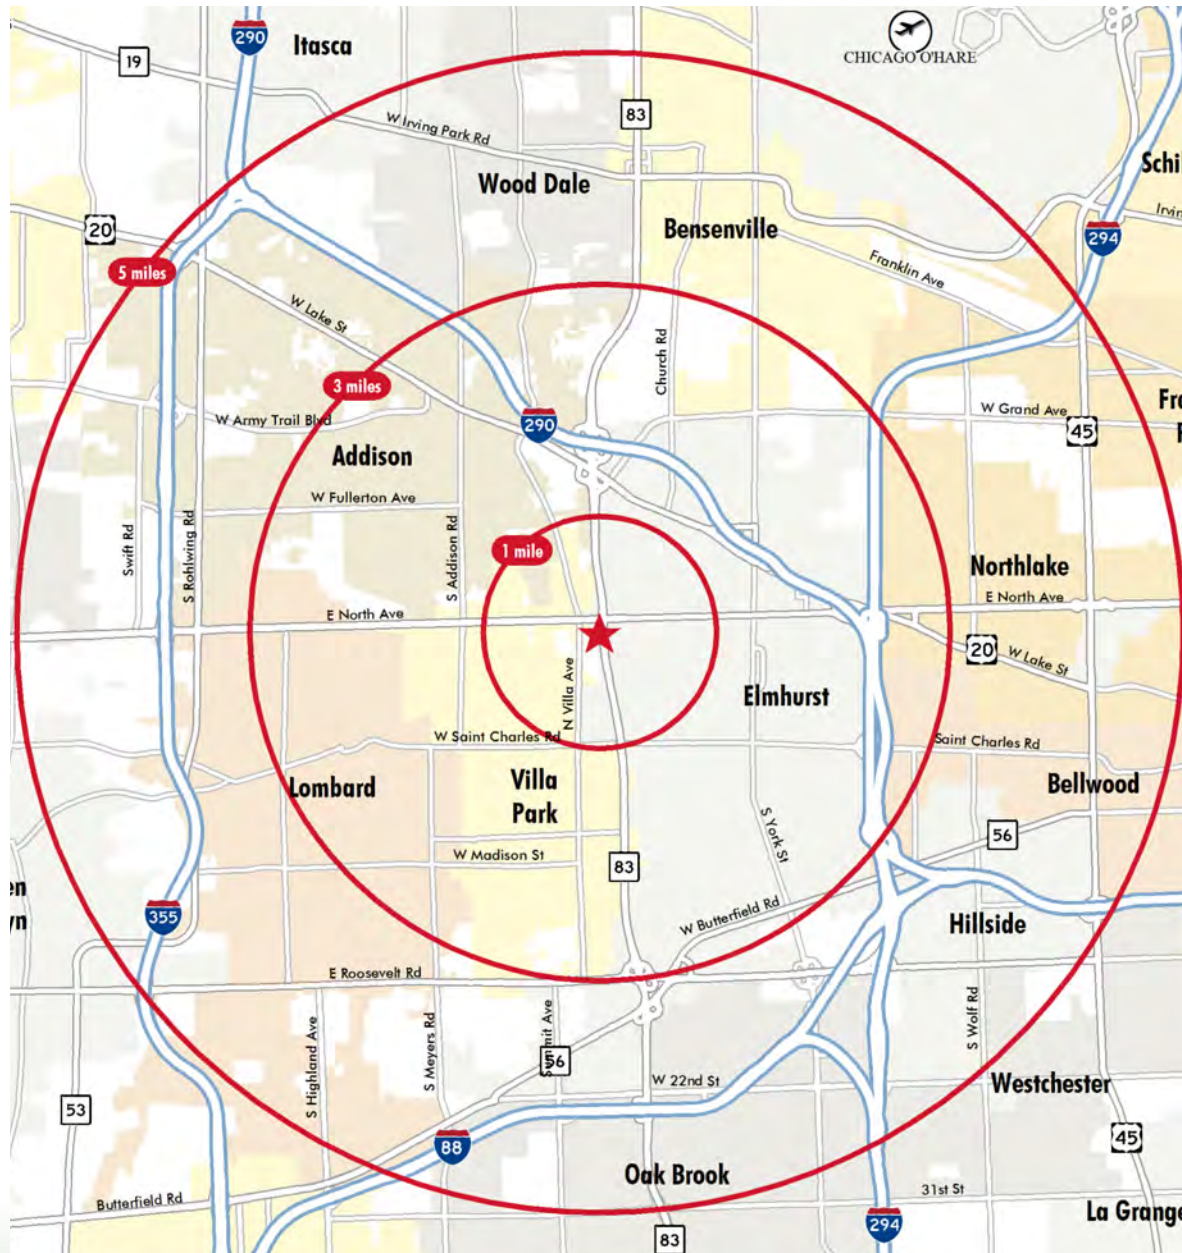 290
Itasca
CHICAGO O'HARE
19
83
W Irving Park Rd
Schi
Wood Dale
Irvin
20
Bensenville
294
5 miles
Franklin Ave
W Lake St
Church Rd
3 miles
Fra
W Grand Ave
W Army Trail Blvd
290
45
Addison
W Fullerton Ave
Swift Rd
S Rohlwing Rd
S Addison Rd
1 mile
Northlake
E North Ave
E North Ave
20
W Lake St
N Villa Ave
Elmhurst
W Saint Charles Rd
Saint Charles Rd
Lombard
Villa
Park
Bellwood
S York St
56
W Madison St
83
en
yn
355
W Butterfield Rd
Hillside
E Roosevelt Rd
S Highland Ave
S Meyers Rd
Summit Ave
S Wolf Rd
56
W 22nd St
Westchester
53
88
45
Oak Brook
Butterfield Rd
31st St
La Grange
294
83